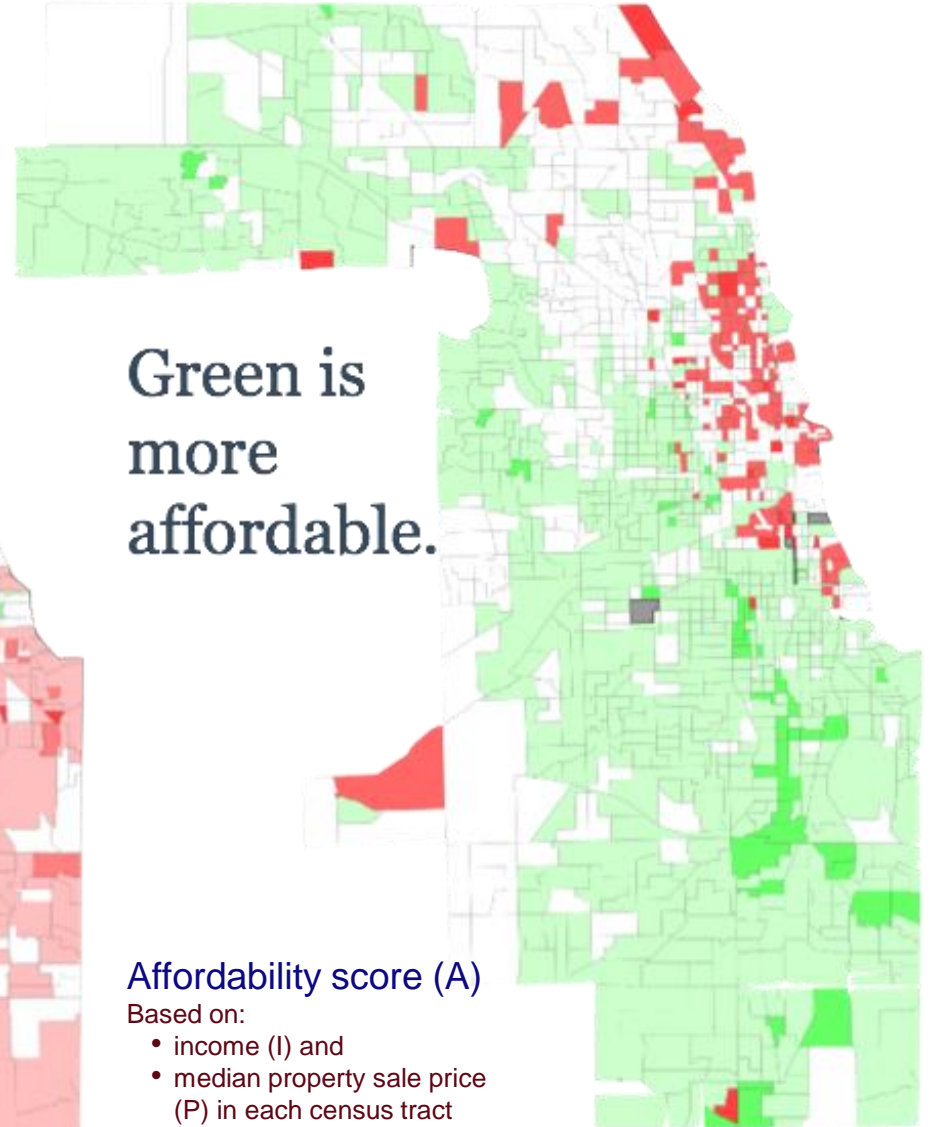 Green is
more
affordable.
Affordability score (A)
Based on:
• income (I) and
• median property sale price
(P) in each census tract